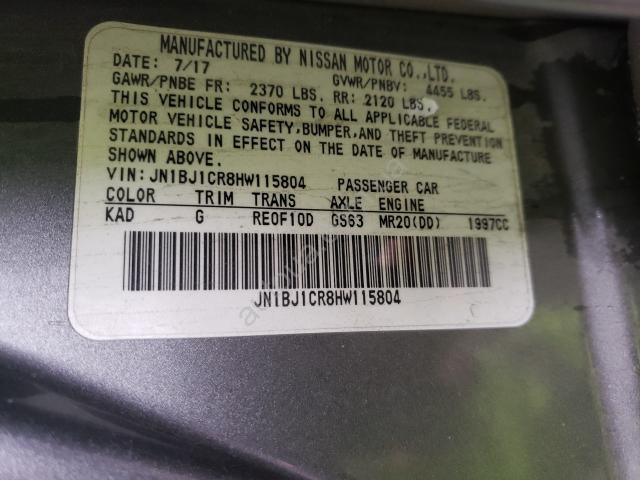 MANUFACTURED BY NISSAN MOTOR CO.,LTD.
DATE: 7/17 GVWR/PNBV: 4455 LBS.
GAWR/PNBE FR: 2370 LBS. RR: 2120 LBS.
THIS VEHICLE CONFORMS TO ALL APPLICABLE FEDERAL
MOTOR VEHICLE SAFETY,BUMPER,AND THEFT PREVENTION
STANDARDS IN EFFECT ON THE DATE OF MANUFACTURE
SHOWN ABOVE.
VIN:JN1BJ1CR8HW115804 PASSENGER CAR
COLOR TRIM TRANS AXLE ENGINE
KAD G RE0F10D GS63 MR20(DD) 1997CC
JN1BJ1CR8HW115804